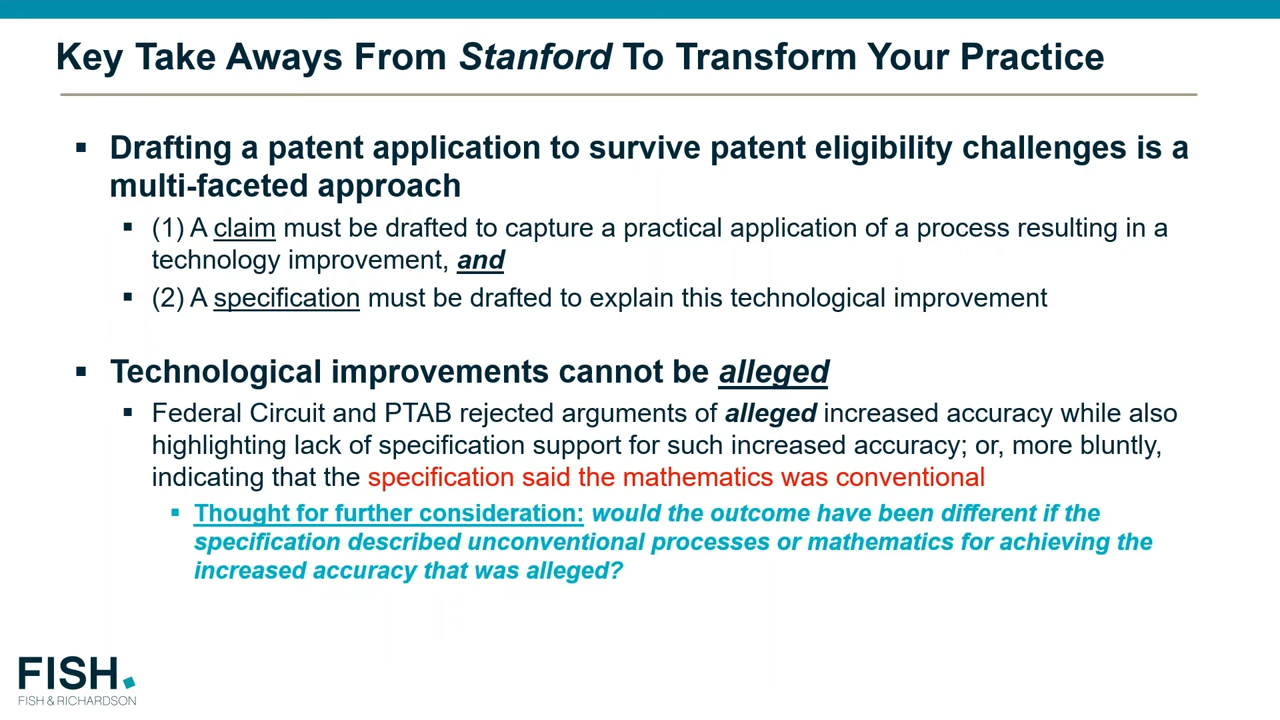 Key Take Aways From Stanford To Transform Your Practice
▪ Drafting a patent application to survive patent eligibility challenges is a
multi-faceted approach
▪ (1) A claim must be drafted to capture a practical application of a process resulting in a
technology improvement, and
▪ (2) A specification must be drafted to explain this technological improvement
▪ Technological improvements cannot be alleged
▪ Federal Circuit and PTAB rejected arguments of alleged increased accuracy while also
highlighting lack of specification support for such increased accuracy; or, more bluntly,
indicating that the specification said the mathematics was conventional
▪ Thought for further consideration: would the outcome have been different if the
specification described unconventional processes or mathematics for achieving the
increased accuracy that was alleged?
FISH.
FISH & RICHARDSON